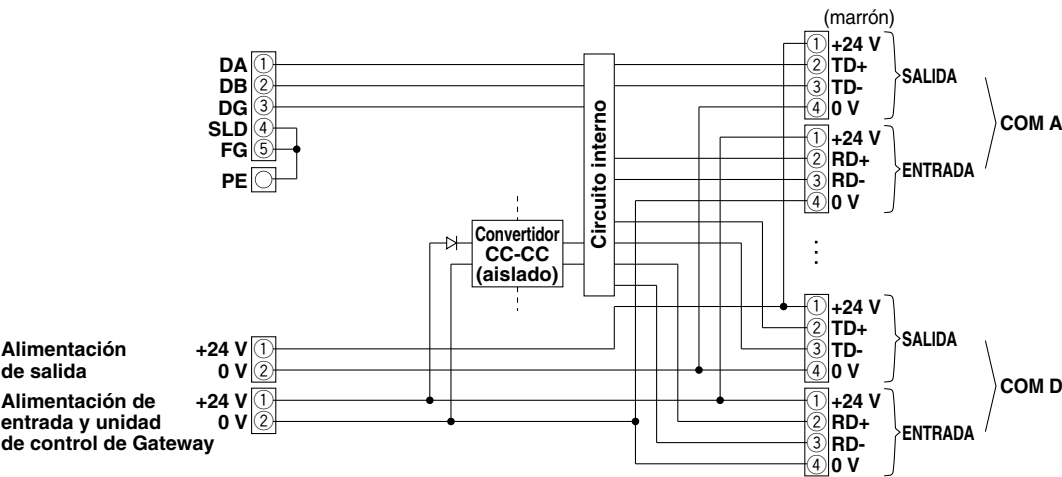 (marrón)
DA 1
DB 2
DG 3
SLD 4
FG 5
PE
Circuito interno
Convertidor
CC-CC
(aislado)
1 +24 V
2 TD+
3 TD-
4 0 V
SALIDA
1 +24 V
2 RD+
3 RD-
4 0 V
ENTRADA
COM A
1 +24 V
2 TD+
3 TD-
4 0 V
SALIDA
1 +24 V
2 RD+
3 RD-
4 0 V
ENTRADA
COM D
Alimentación
de salida
+24 V 1
0 V 2
Alimentación de
entrada y unidad
de control de Gateway
+24 V 1
0 V 2